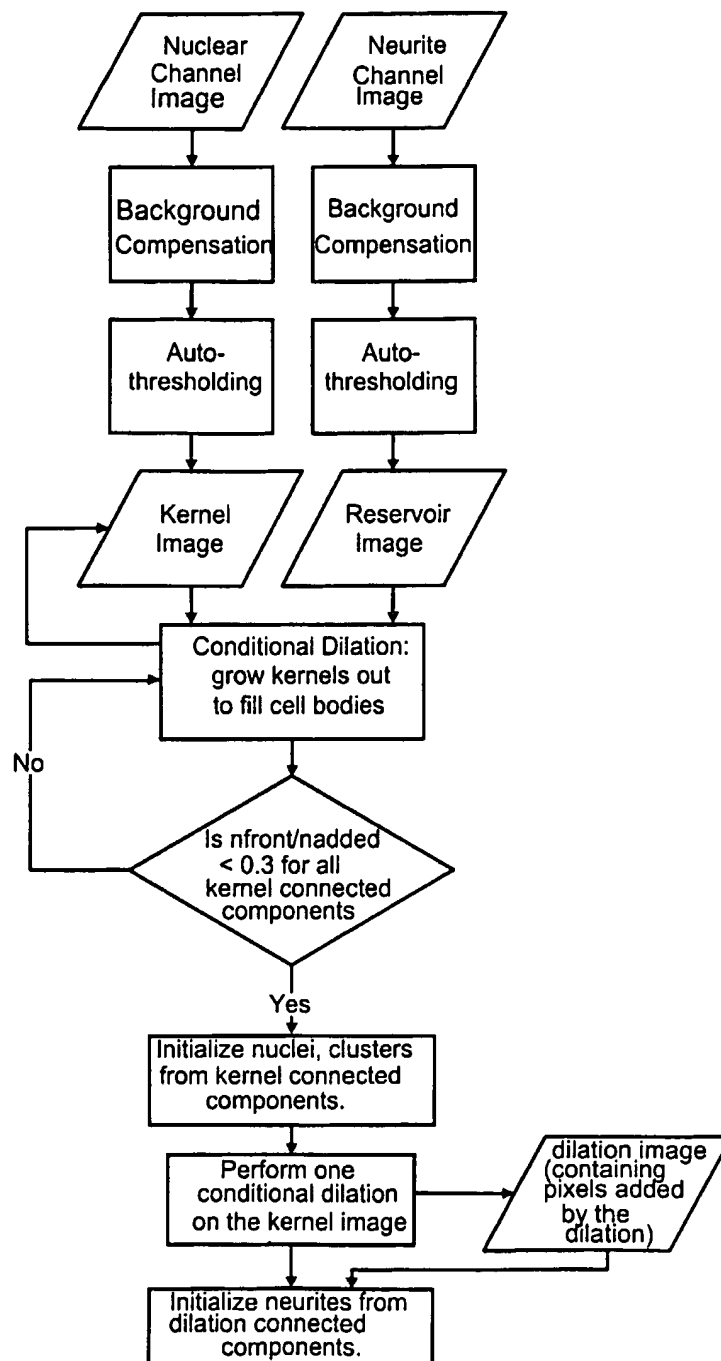 Nuclear
Channel
Image
Neurite
Channel
Image
Background
Compensation
Background
Compensation
Auto-
thresholding
Auto-
thresholding
Kernel
Image
Reservoir
Image
Conditional Dilation:
grow kernels out
to fill cell bodies
No
Is nfront/nadded
< 0.3 for all
kernel connected
components
Yes
Initialize nuclei, clusters
from kernel connected
components.
Perform one
conditional dilation
on the kernel image
dilation image
(containing
pixels added
by the
dilation)
Initialize neurites from
dilation connected
components.